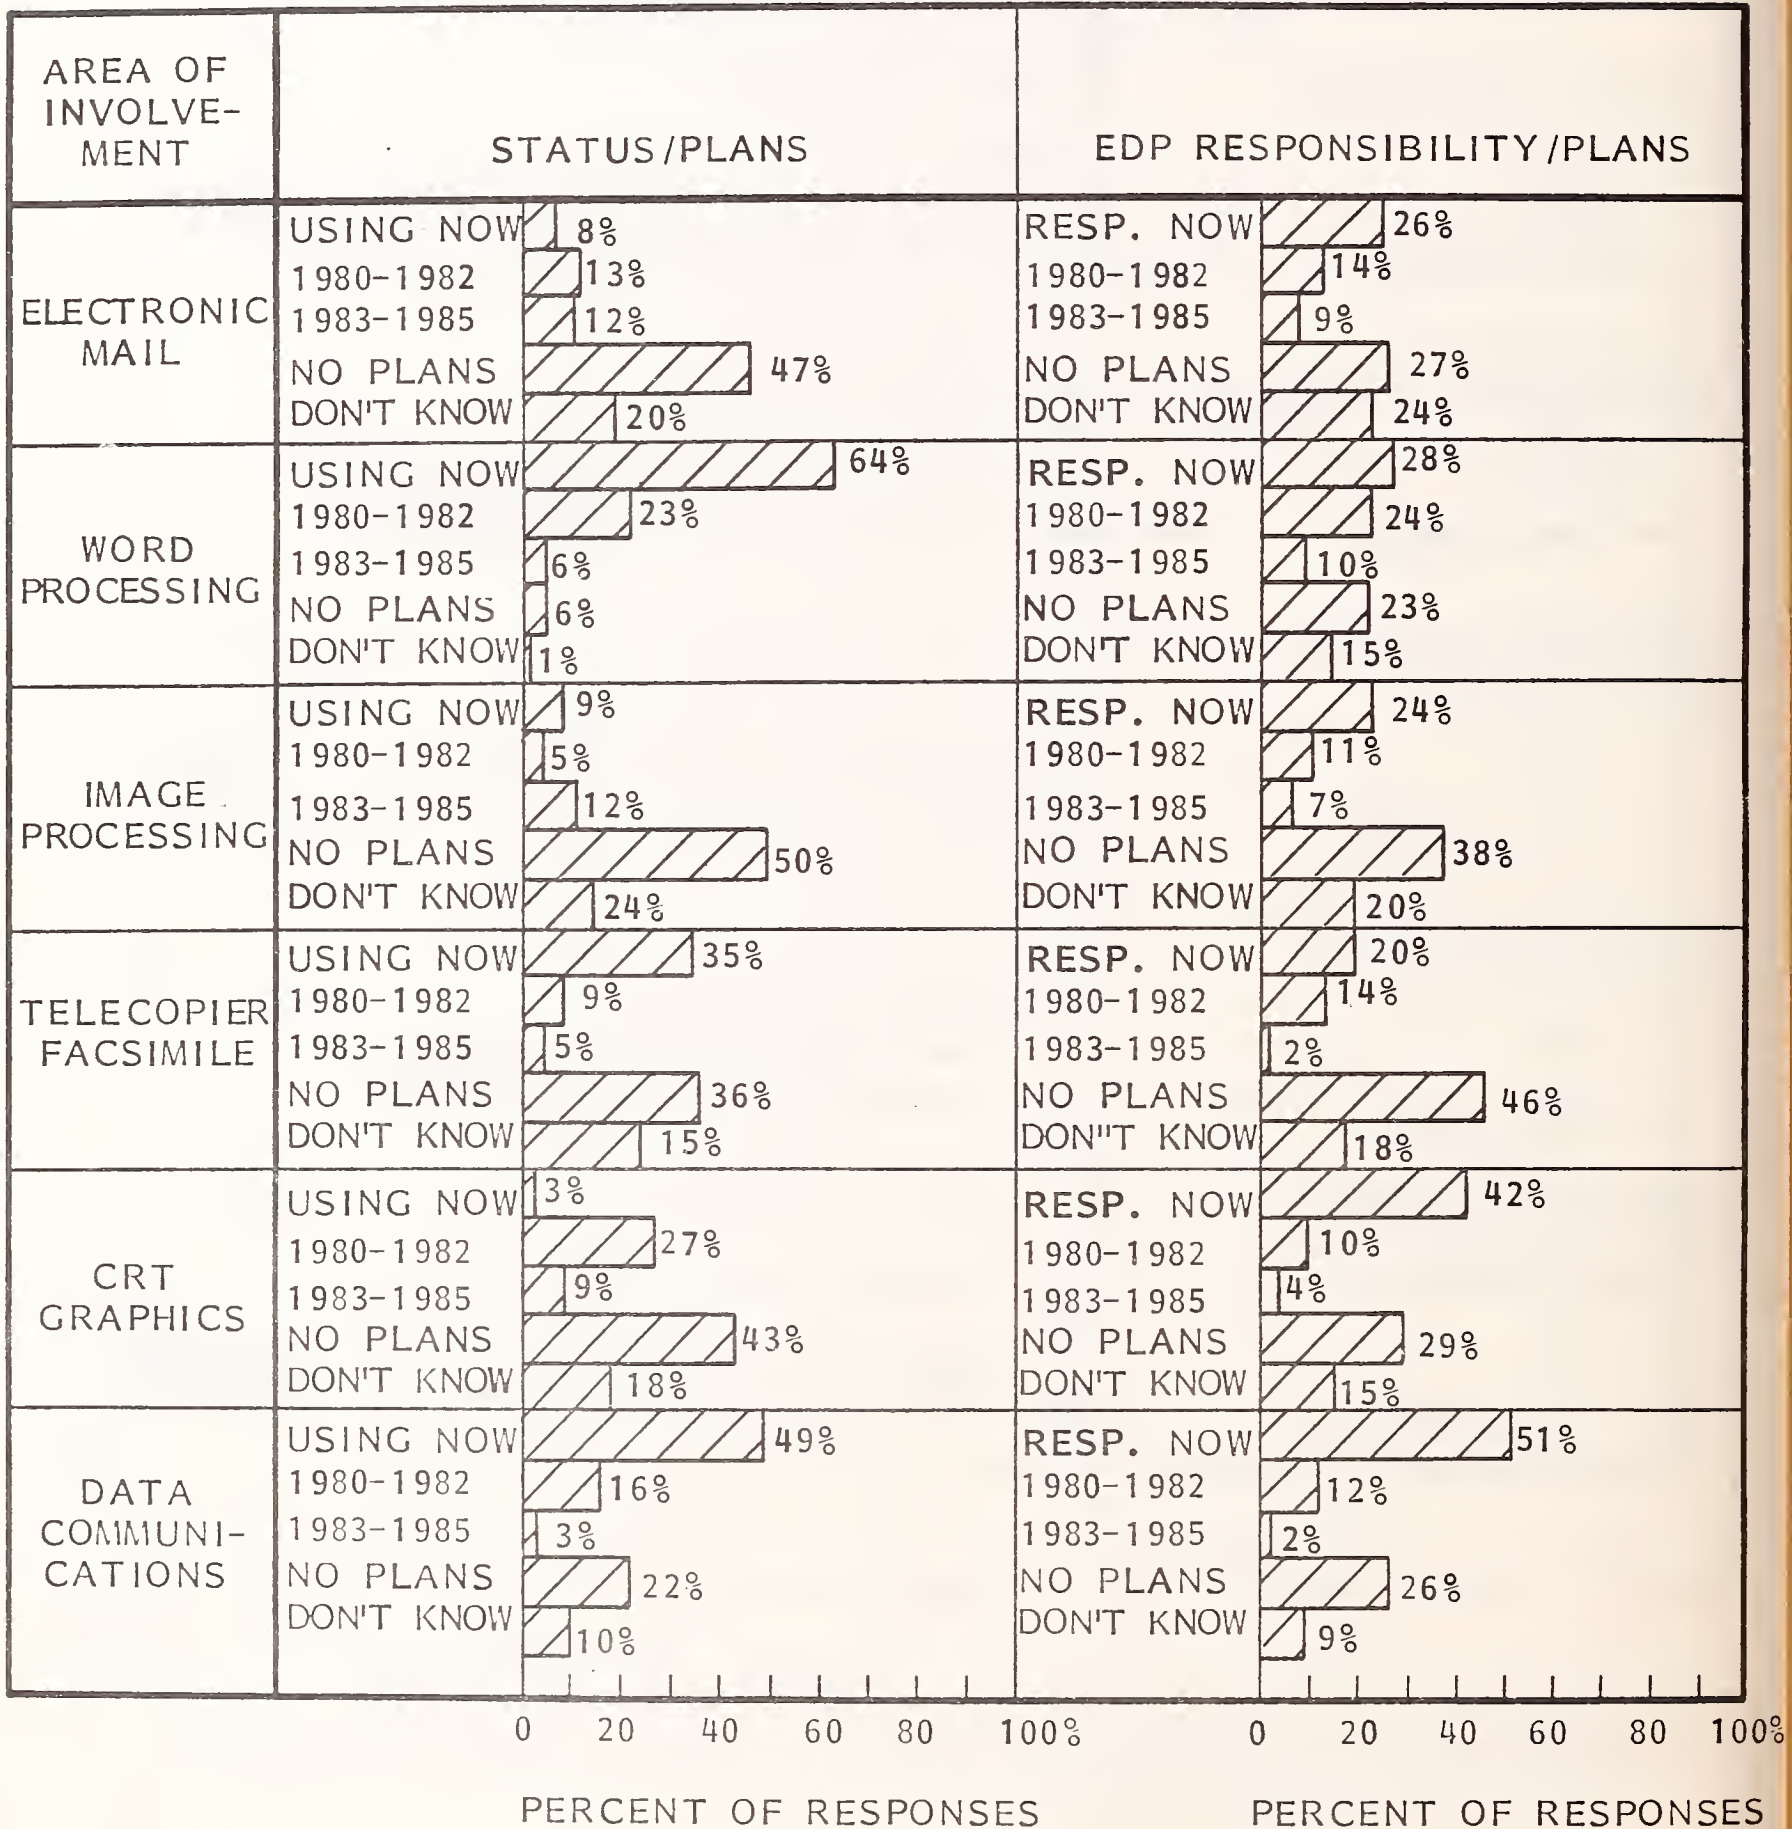 AREA OF
INVOLVE-
MENT
STATUS/PLANS
EDP RESPONSIBILITY/PLANS
ELECTRONIC
MAIL
USING NOW 8%
1980-1982 13%
1983-1985 12%
NO PLANS 47%
DON'T KNOW 20%
RESP. NOW 26%
1980-1982 14%
1983-1985 9%
NO PLANS 27%
DON'T KNOW 24%
WORD
PROCESSING
USING NOW 64%
1980-1982 23%
1983-1985 6%
NO PLANS 6%
DON'T KNOW 1%
RESP. NOW 28%
1980-1982 24%
1983-1985 10%
NO PLANS 23%
DON'T KNOW 15%
IMAGE
PROCESSING
USING NOW 9%
1980-1982 5%
1983-1985 12%
NO PLANS 50%
DON'T KNOW 24%
RESP. NOW 24%
1980-1982 11%
1983-1985 7%
NO PLANS 38%
DON'T KNOW 20%
TELECOPIER
FACSIMILE
USING NOW 35%
1980-1982 9%
1983-1985 5%
NO PLANS 36%
DON'T KNOW 15%
RESP. NOW 20%
1980-1982 14%
1983-1985 2%
NO PLANS 46%
DON"T KNOW 18%
CRT
GRAPHICS
USING NOW 3%
1980-1982 27%
1983-1985 9%
NO PLANS 43%
DON'T KNOW 18%
RESP. NOW 42%
1980-1982 10%
1983-1985 4%
NO PLANS 29%
DON'T KNOW 15%
DATA
COMMUNI-
CATIONS
USING NOW 49%
1980-1982 16%
1983-1985 3%
NO PLANS 22%
DON'T KNOW 10%
RESP. NOW 51%
1980-1982 12%
1983-1985 2%
NO PLANS 26%
DON'T KNOW 9%
0 20 40 60 80 100%
0 20 40 60 80 100%
PERCENT OF RESPONSES
PERCENT OF RESPONSES